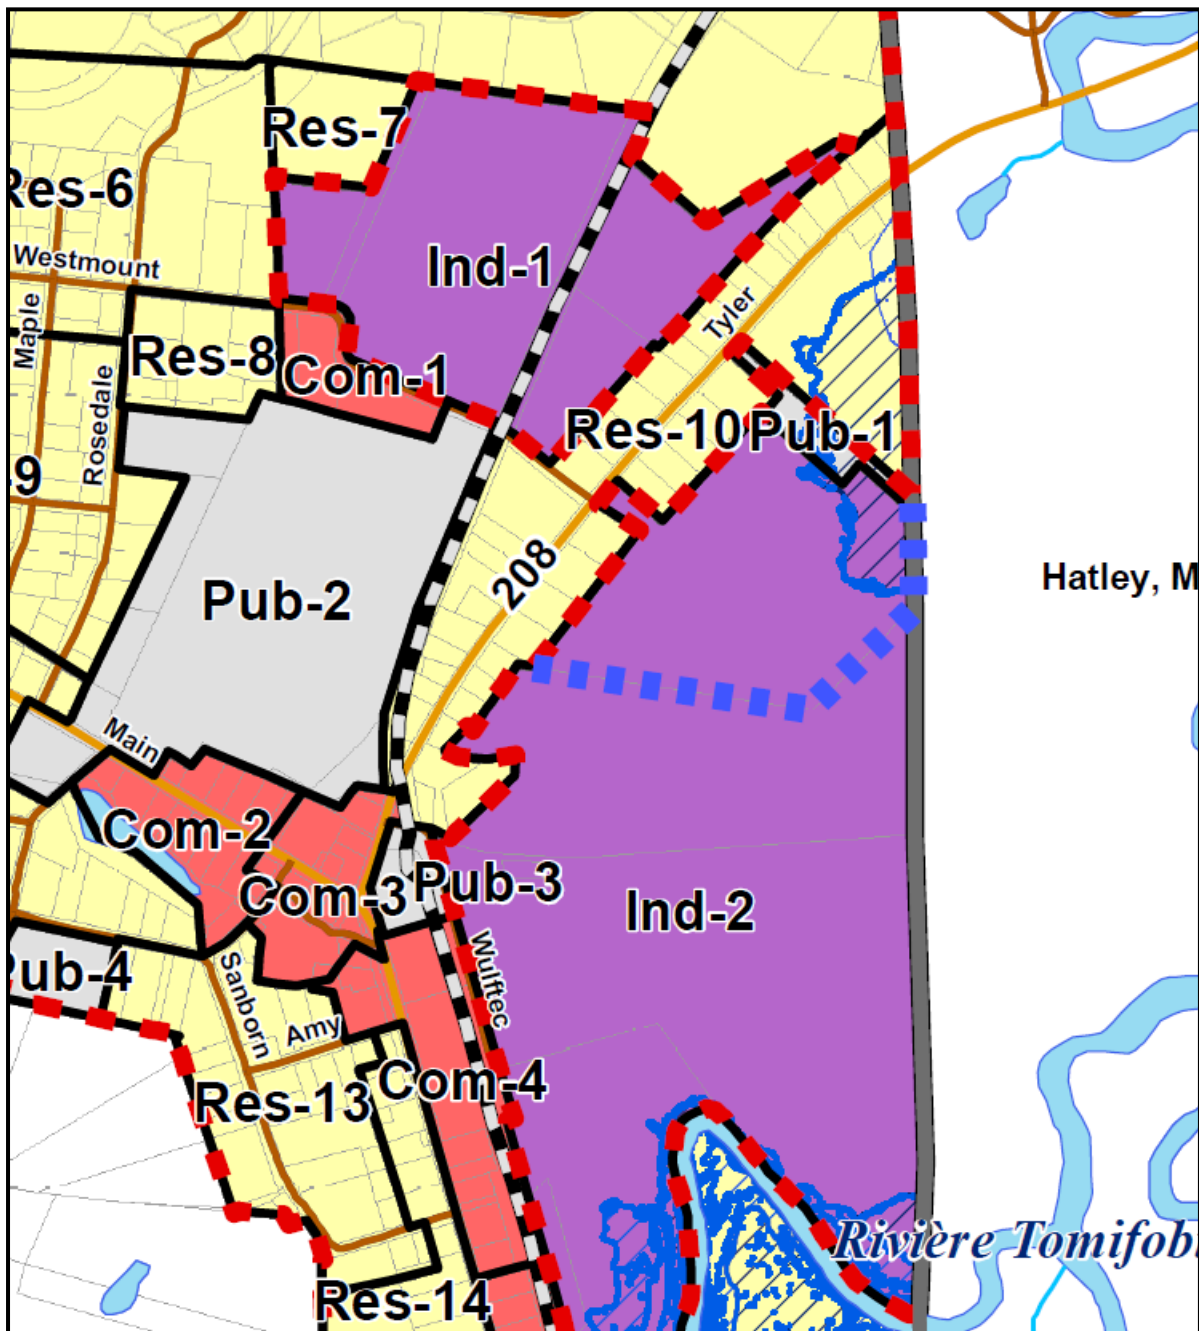 Res-7
Res-6
Westmount
Ind-1
Maple
Res-8
Com-1
Tyler
Rosedale
Res-10
Pub-1
-9
208
Pub-2
Hatley, M
Main
Com-2
Com-3
Pub-3
Ind-2
Pub-4
Wulftec
Sanborn
Amy
Res-13
Com-4
Rivière Tomifob
Res-14